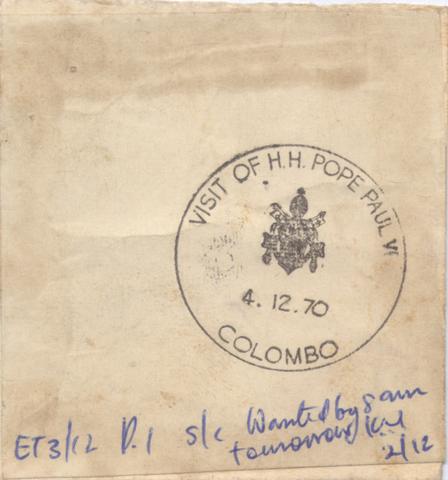 VISIT OF H.H. POPE PAUL VI
4.12.70
COLOMBO
ET 3/12 P.1 s/c Wanted by 8 am
tomorrow
2/12